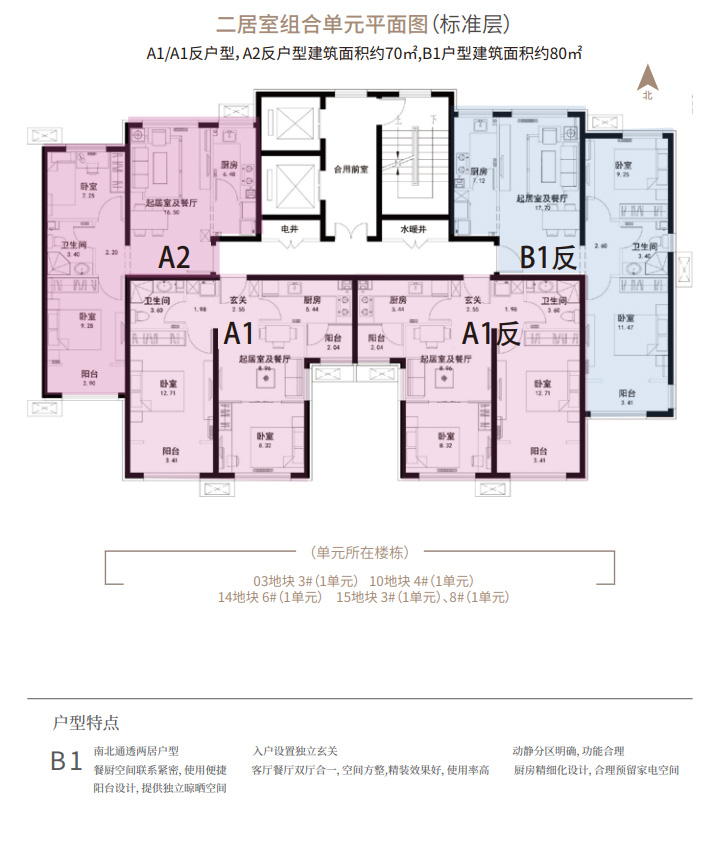 二居室组合单元平面图(标准层)
A1/A1反户型，A2反户型建筑面积约70㎡,B1户型建筑面积约80㎡
北
上 下
卧室
7.25
起居室及餐厅
16.50
厨房
6.48
合用前室
厨房
7.12
起居室及餐厅
17.72
卧室
9.25
电井
水暖井
卫生间
3.40
2.20
A2
B1反
2.60
卫生间
3.40
卧室
9.28
阳台
2.90
卫生间
3.60
1.98
玄关
2.55
厨房
5.44
A1
阳台
2.04
起居室及餐厅
8.96
卧室
12.71
阳台
3.41
卧室
8.32
厨房
5.44
玄关
2.55
1.98
卫生间
3.60
A1反
阳台
2.04
起居室及餐厅
8.96
卧室
12.71
阳台
3.41
卧室
8.32
卧室
11.47
阳台
3.41
(单元所在楼栋)
03地块 3#(1单元) 10地块 4#(1单元)
14地块 6#(1单元) 15地块 3#(1单元)、8#(1单元)
户型特点
B1
南北通透两居户型
餐厨空间联系紧密, 使用便捷
阳台设计, 提供独立晾晒空间
入户设置独立玄关
客厅餐厅双厅合一, 空间方整,精装效果好, 使用率高
动静分区明确, 功能合理
厨房精细化设计, 合理预留家电空间